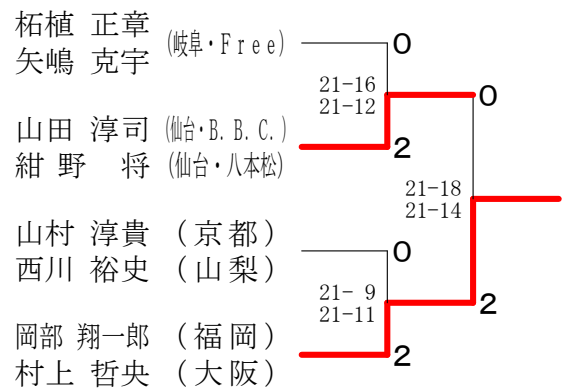 柘植 正章 (岐阜・Free) 0
矢嶋 克宇
21-16
21-12
0
山田 淳司 (仙台・B.B.C.) 2
紺野 将 (仙台・八本松)
21-18
21-14
山村 淳貴 (京都) 0
西川 裕史 (山梨)
21- 9
21-11
2
岡部 翔一郎 (福岡) 2
村上 哲央 (大阪)